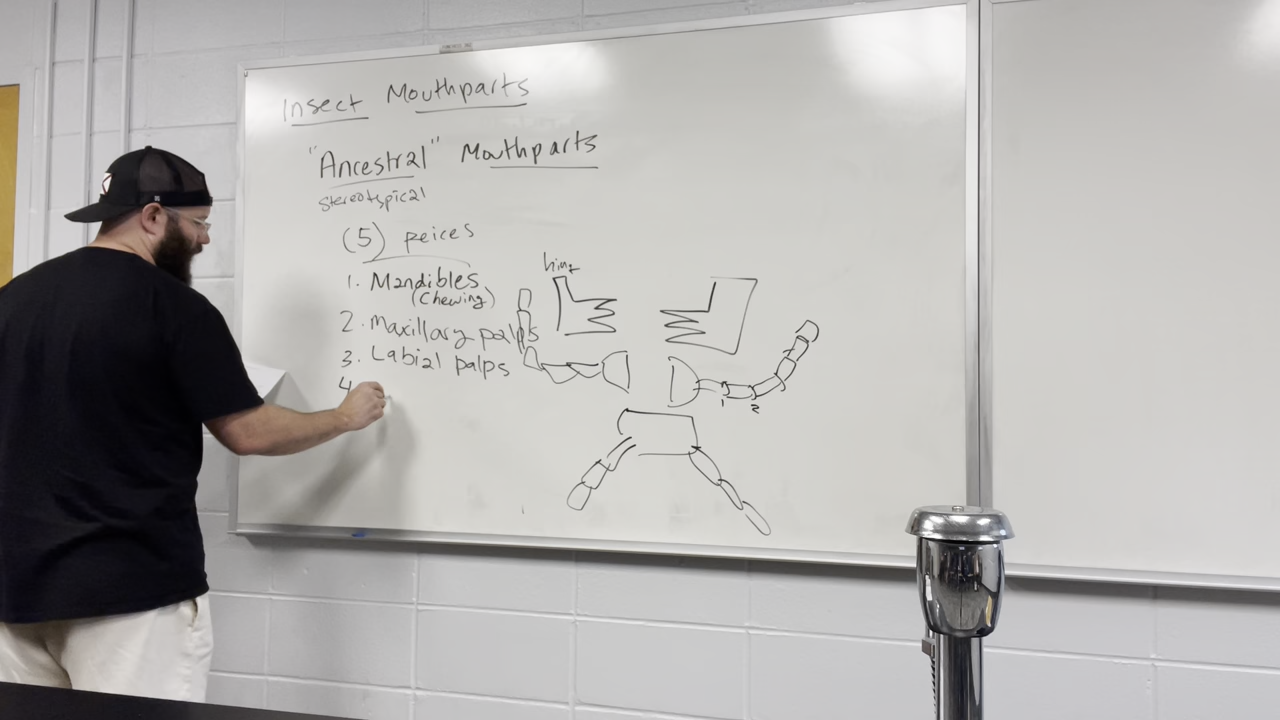 Insect Mouthparts
"Ancestral" Mouthparts
stereotypical
(5) peices
1. Mandibles
(Chewing)
2. Maxillary palps
3. Labial palps
4
1 2